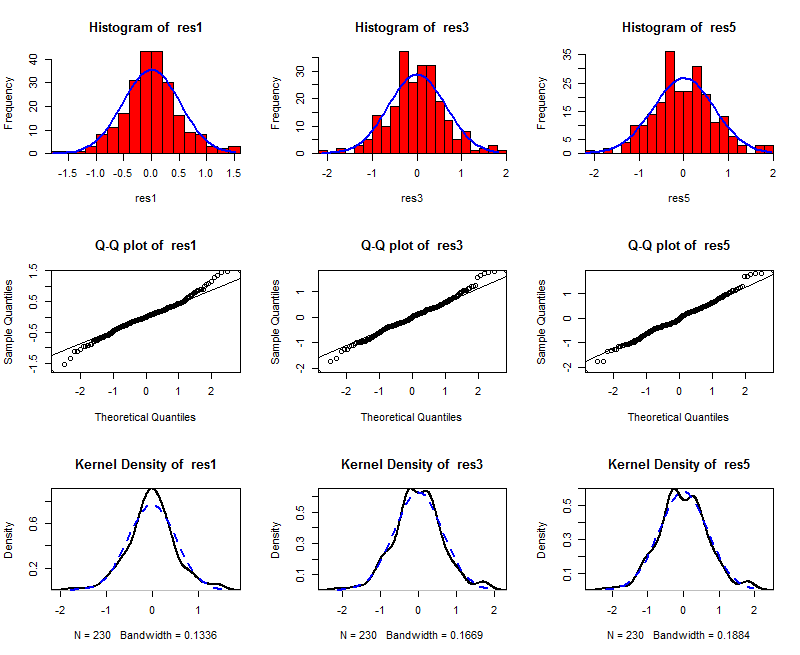 Histogram of res1
Frequency
0 10 20 30 40
-1.5 -1.0 -0.5 0.0 0.5 1.0 1.5
res1
Histogram of res3
Frequency
0 10 20 30
-1 0 1 2
res3
Histogram of res5
Frequency
0 5 15 25 35
-2 -1 0 1 2
res5
Q-Q plot of res1
Sample Quantiles
-1.5 -0.5 0.5 1.5
-2 -1 0 1 2
Theoretical Quantiles
Q-Q plot of res3
Sample Quantiles
-2 -1 0 1
-2 -1 0 1 2
Theoretical Quantiles
Q-Q plot of res5
Sample Quantiles
-2 -1 0 1
-2 -1 0 1 2
Theoretical Quantiles
Kernel Density of res1
Density
0.2 0.6
-2 -1 0 1
N = 230 Bandwidth = 0.1336
Kernel Density of res3
Density
0.1 0.3 0.5
-2 -1 0 1 2
N = 230 Bandwidth = 0.1669
Kernel Density of res5
Density
0.1 0.3 0.5
-2 -1 0 1 2
N = 230 Bandwidth = 0.1884